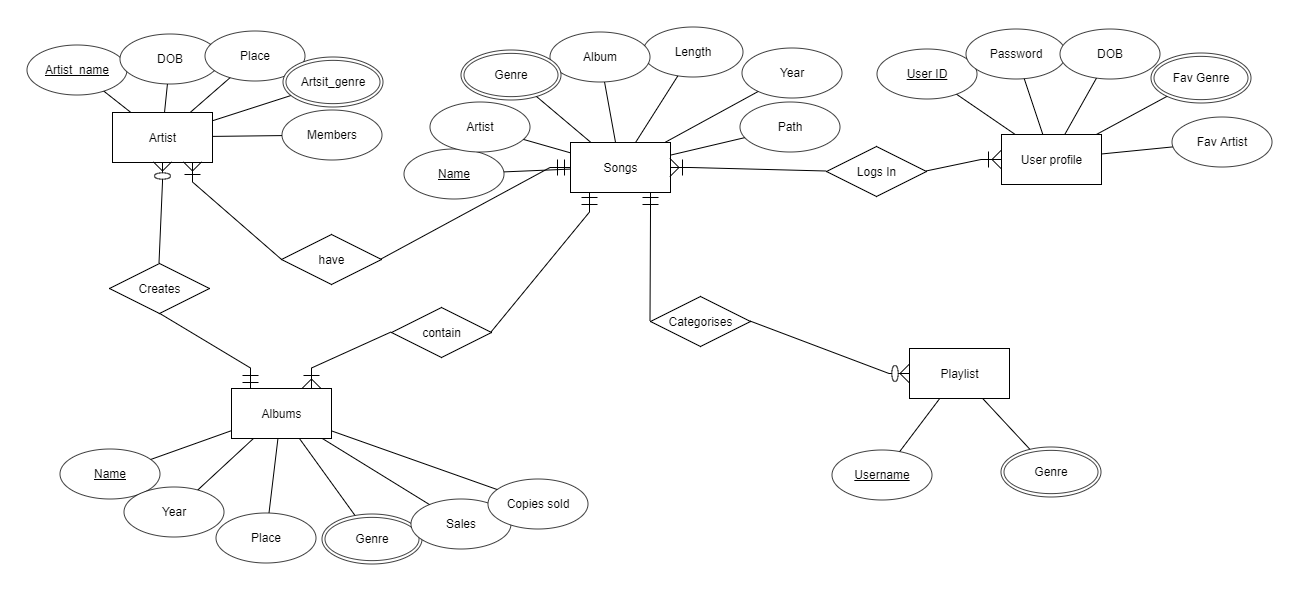 Artist_name
DOB
Place
Artsit_genre
Members
Artist
Genre
Album
Length
Year
Path
Artist
Name
Songs
User ID
Password
DOB
Fav Genre
Fav Artist
User profile
Logs In
have
Creates
contain
Categorises
Albums
Name
Year
Place
Genre
Sales
Copies sold
Playlist
Username
Genre